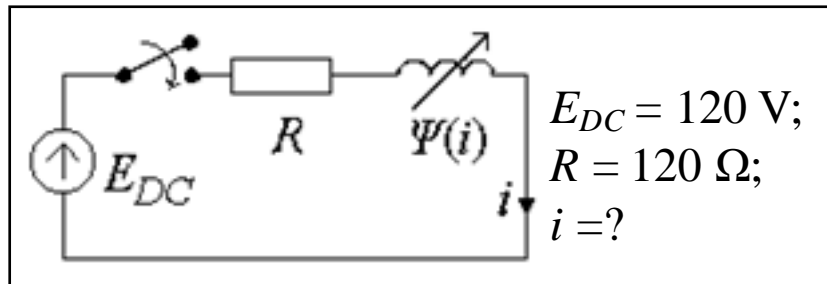 R
Ψ(i)
E_DC
i
E_DC = 120 V;
R = 120 Ω;
i =?